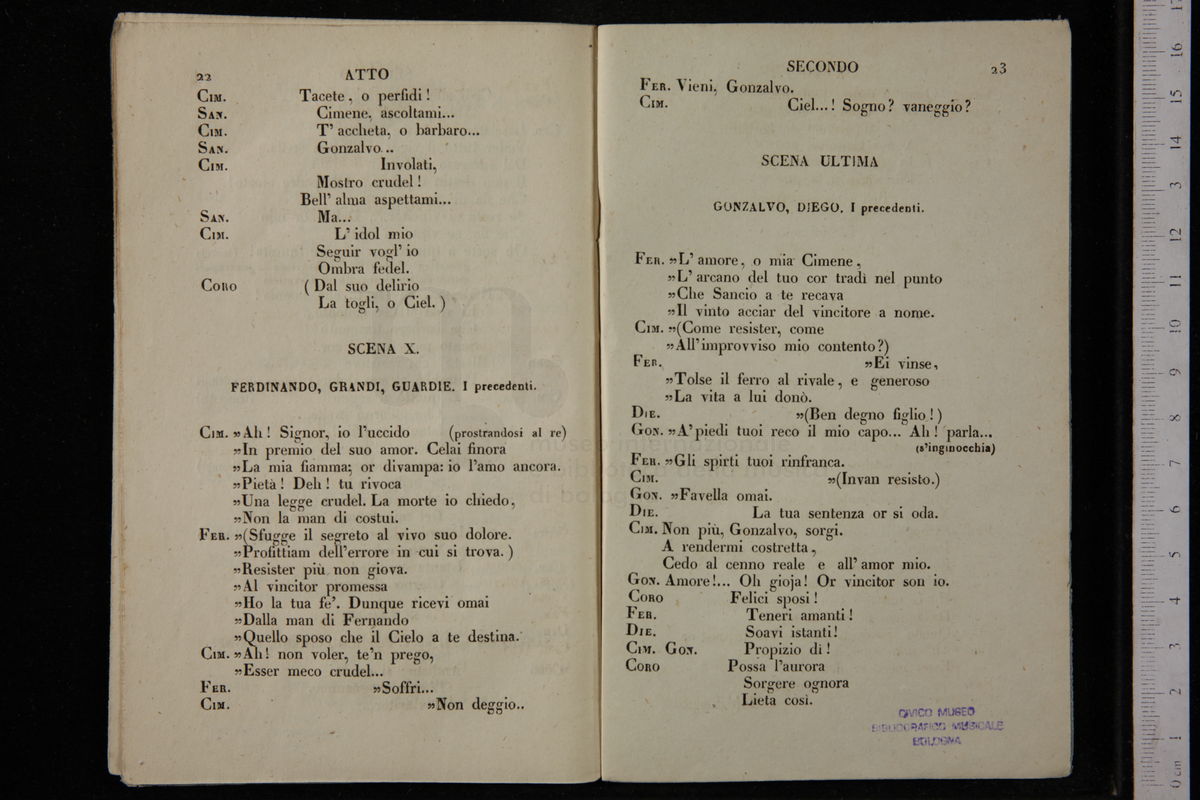 22 ATTO
CIM. Tacete, o perfidi!
SAN. Cimene, ascoltami...
CIM. T' accheta, o barbaro...
SAN. Gonzalvo...
CIM. Involati,
Mostro crudel!
Bell' alma aspettami...
SAN. Ma...
CIM. L' idol mio
Seguir vogl' io
Ombra fedel.
CORO (Dal suo delirio
La togli, o Ciel.)
SCENA X.
FERDINANDO, GRANDI, GUARDIE. I precedenti.
CIM. »Ah! Signor, io l'uccido (prostrandosi al re)
»In premio del suo amor. Celai finora
»La mia fiamma; or divampa: io l'amo ancora.
»Pietà! Deh! tu rivoca
»Una legge crudel. La morte io chiedo,
»Non la man di costui.
FER. »(Sfugge il segreto al vivo suo dolore.
»Profittiam dell'errore in cui si trova.)
»Resister più non giova.
»Al vincitor promessa
»Ho la tua fe'. Dunque ricevi omai
»Dalla man di Fernando
»Quello sposo che il Cielo a te destina.
CIM. »Ah! non voler, te'n prego,
»Esser meco crudel...
FER. »Soffri...
CIM. »Non deggio..
SECONDO 23
FER. Vieni, Gonzalvo.
CIM. Ciel...! Sogno? vaneggio?
SCENA ULTIMA
GONZALVO, DIEGO. I precedenti.
FER. »L' amore, o mia Cimene,
»L' arcano del tuo cor tradì nel punto
»Che Sancio a te recava
»Il vinto acciar del vincitore a nome.
CIM. »(Come resister, come
»All' improvviso mio contento?)
FER. »Ei vinse,
»Tolse il ferro al rivale, e generoso
»La vita a lui donò.
DIE. »(Ben degno figlio!)
GON. »A' piedi tuoi reco il mio capo... Ah! parla...
(s'inginocchia)
FER. »Gli spirti tuoi rinfranca.
CIM. »(Invan resisto.)
GON. »Favella omai.
DIE. La tua sentenza or si oda.
CIM. Non più, Gonzalvo, sorgi.
A rendermi costretta,
Cedo al cenno reale e all' amor mio.
GON. Amore!... Oh gioja! Or vincitor son io.
CORO Felici sposi!
FER. Teneri amanti!
DIE. Soavi istanti!
CIM. GON. Propizio dì!
CORO Possa l'aurora
Sorgere ognora
Lieta così.
CIVICO MUSEO
BIBLIOGRAFICO MUSICALE
BOLOGNA